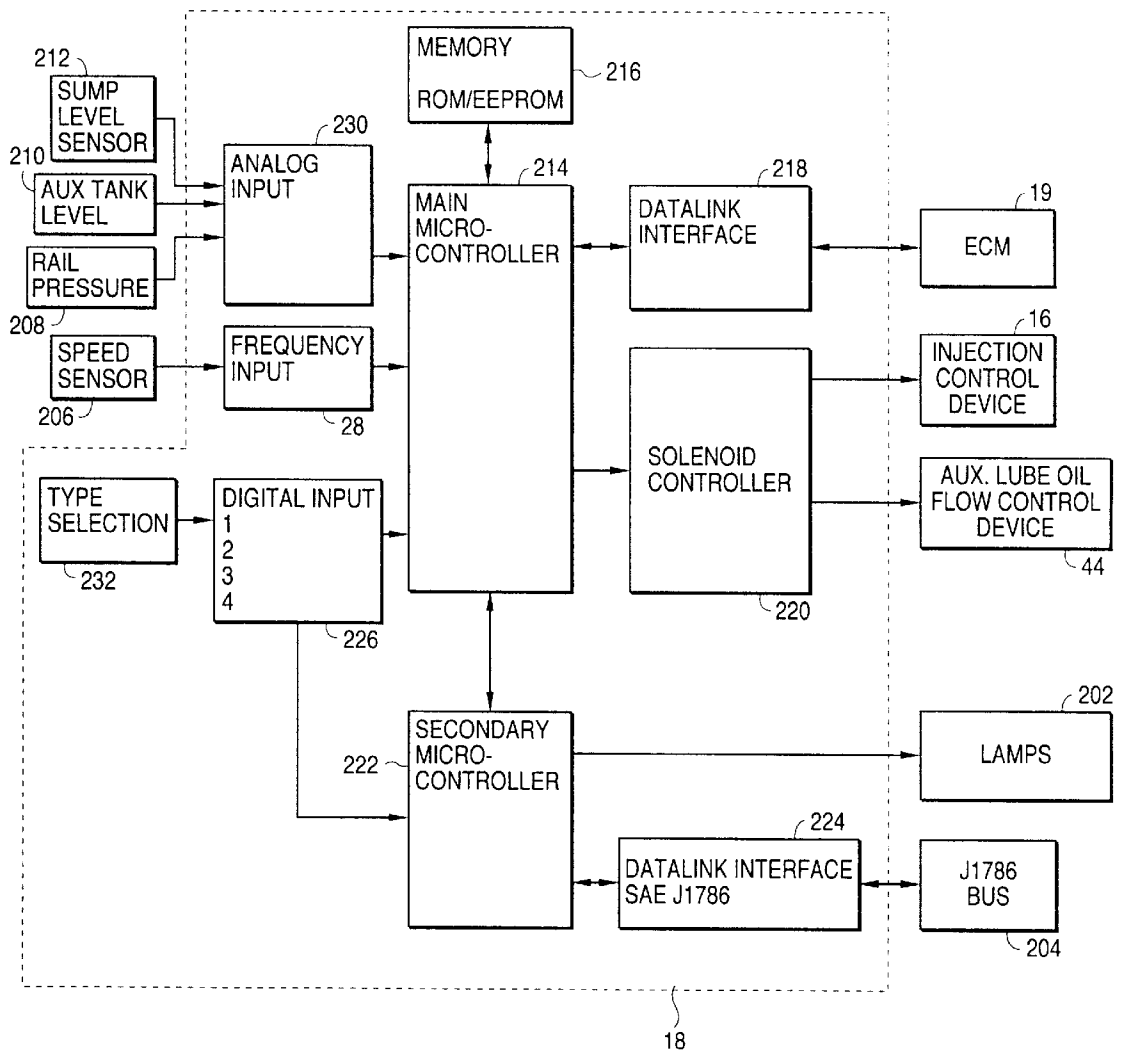 212
SUMP
LEVEL
SENSOR
210
AUX TANK
LEVEL
RAIL
PRESSURE
208
SPEED
SENSOR
206
230
ANALOG
INPUT
FREQUENCY
INPUT
28
MEMORY
ROM/EEPROM
216
214
MAIN
MICRO-
CONTROLLER
218
DATALINK
INTERFACE
19
ECM
16
INJECTION
CONTROL
DEVICE
SOLENOID
CONTROLLER
220
AUX. LUBE OIL
FLOW CONTROL
DEVICE
44
TYPE
SELECTION
232
DIGITAL INPUT
1
2
3
4
226
222
SECONDARY
MICRO-
CONTROLLER
202
LAMPS
224
DATALINK INTERFACE
SAE J1786
J1786
BUS
204
18